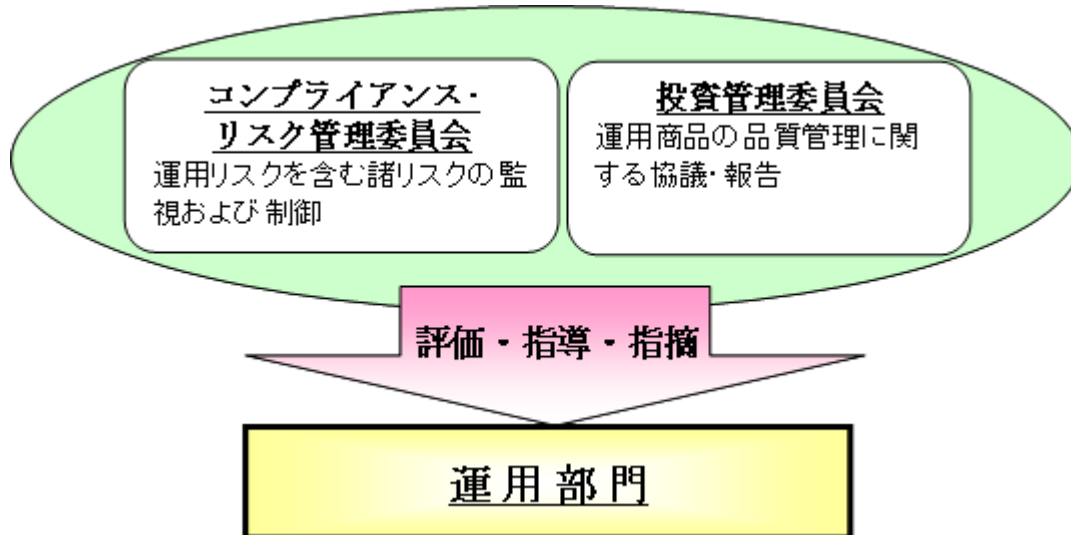 コンプライアンス・
リスク管理委員会
運用リスクを含む諸リスクの監
視および制御
投資管理委員会
運用商品の品質管理に関
する協議・報告
評価・指導・指摘
運用部門